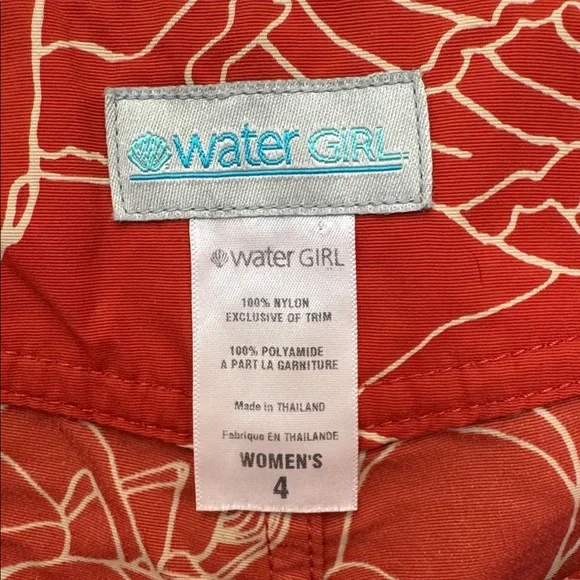 water GIRL
water GIRL
100% NYLON
EXCLUSIVE OF TRIM
100% POLYAMIDE
A PART LA GARNITURE
Made in THAILAND
Fabrique EN THAILANDE
WOMEN'S
4